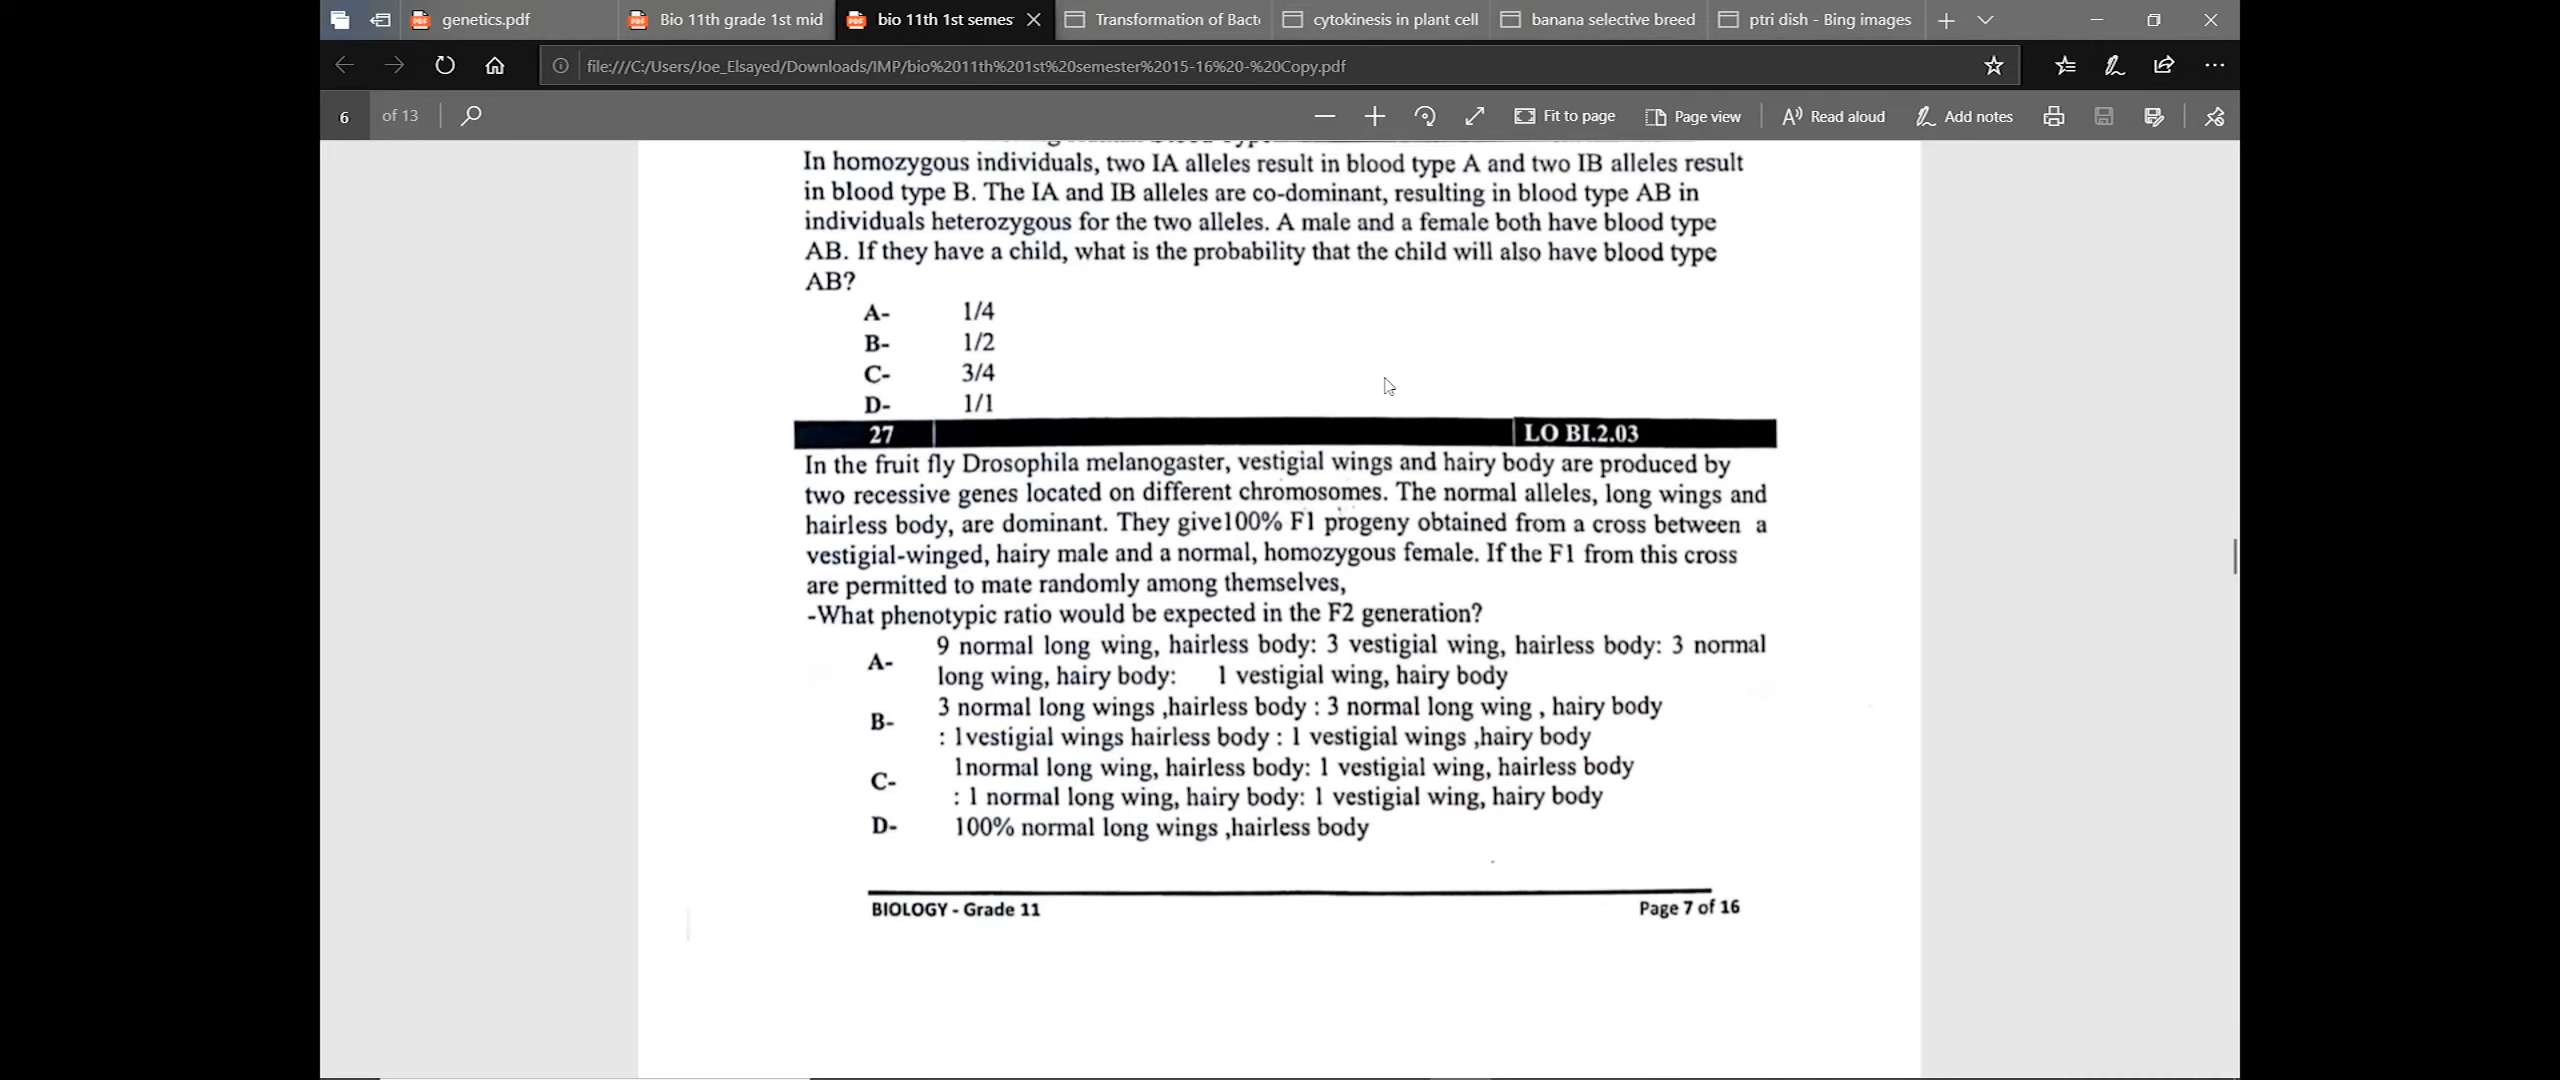 genetics.pdf
Bio 11th grade 1st mid
bio 11th 1st semes
Transformation of Bact
cytokinesis in plant cell
banana selective breed
ptri dish - Bing images
file:///C:/Users/Joe_Elsayed/Downloads/IMP/bio%2011th%201st%20semester%2015-16%20-%20Copy.pdf
6 of 13
Fit to page
Page view
Read aloud
Add notes
In homozygous individuals, two IA alleles result in blood type A and two IB alleles result
in blood type B. The IA and IB alleles are co-dominant, resulting in blood type AB in
individuals heterozygous for the two alleles. A male and a female both have blood type
AB. If they have a child, what is the probability that the child will also have blood type
AB?
A- 1/4
B- 1/2
C- 3/4
D- 1/1
27 LO BI.2.03
In the fruit fly Drosophila melanogaster, vestigial wings and hairy body are produced by
two recessive genes located on different chromosomes. The normal alleles, long wings and
hairless body, are dominant. They give100% F1 progeny obtained from a cross between a
vestigial-winged, hairy male and a normal, homozygous female. If the F1 from this cross
are permitted to mate randomly among themselves,
-What phenotypic ratio would be expected in the F2 generation?
A- 9 normal long wing, hairless body: 3 vestigial wing, hairless body: 3 normal
long wing, hairy body: 1 vestigial wing, hairy body
B- 3 normal long wings ,hairless body : 3 normal long wing , hairy body
: 1vestigial wings hairless body : 1 vestigial wings ,hairy body
C- 1normal long wing, hairless body: 1 vestigial wing, hairless body
: 1 normal long wing, hairy body: 1 vestigial wing, hairy body
D- 100% normal long wings ,hairless body
BIOLOGY - Grade 11
Page 7 of 16